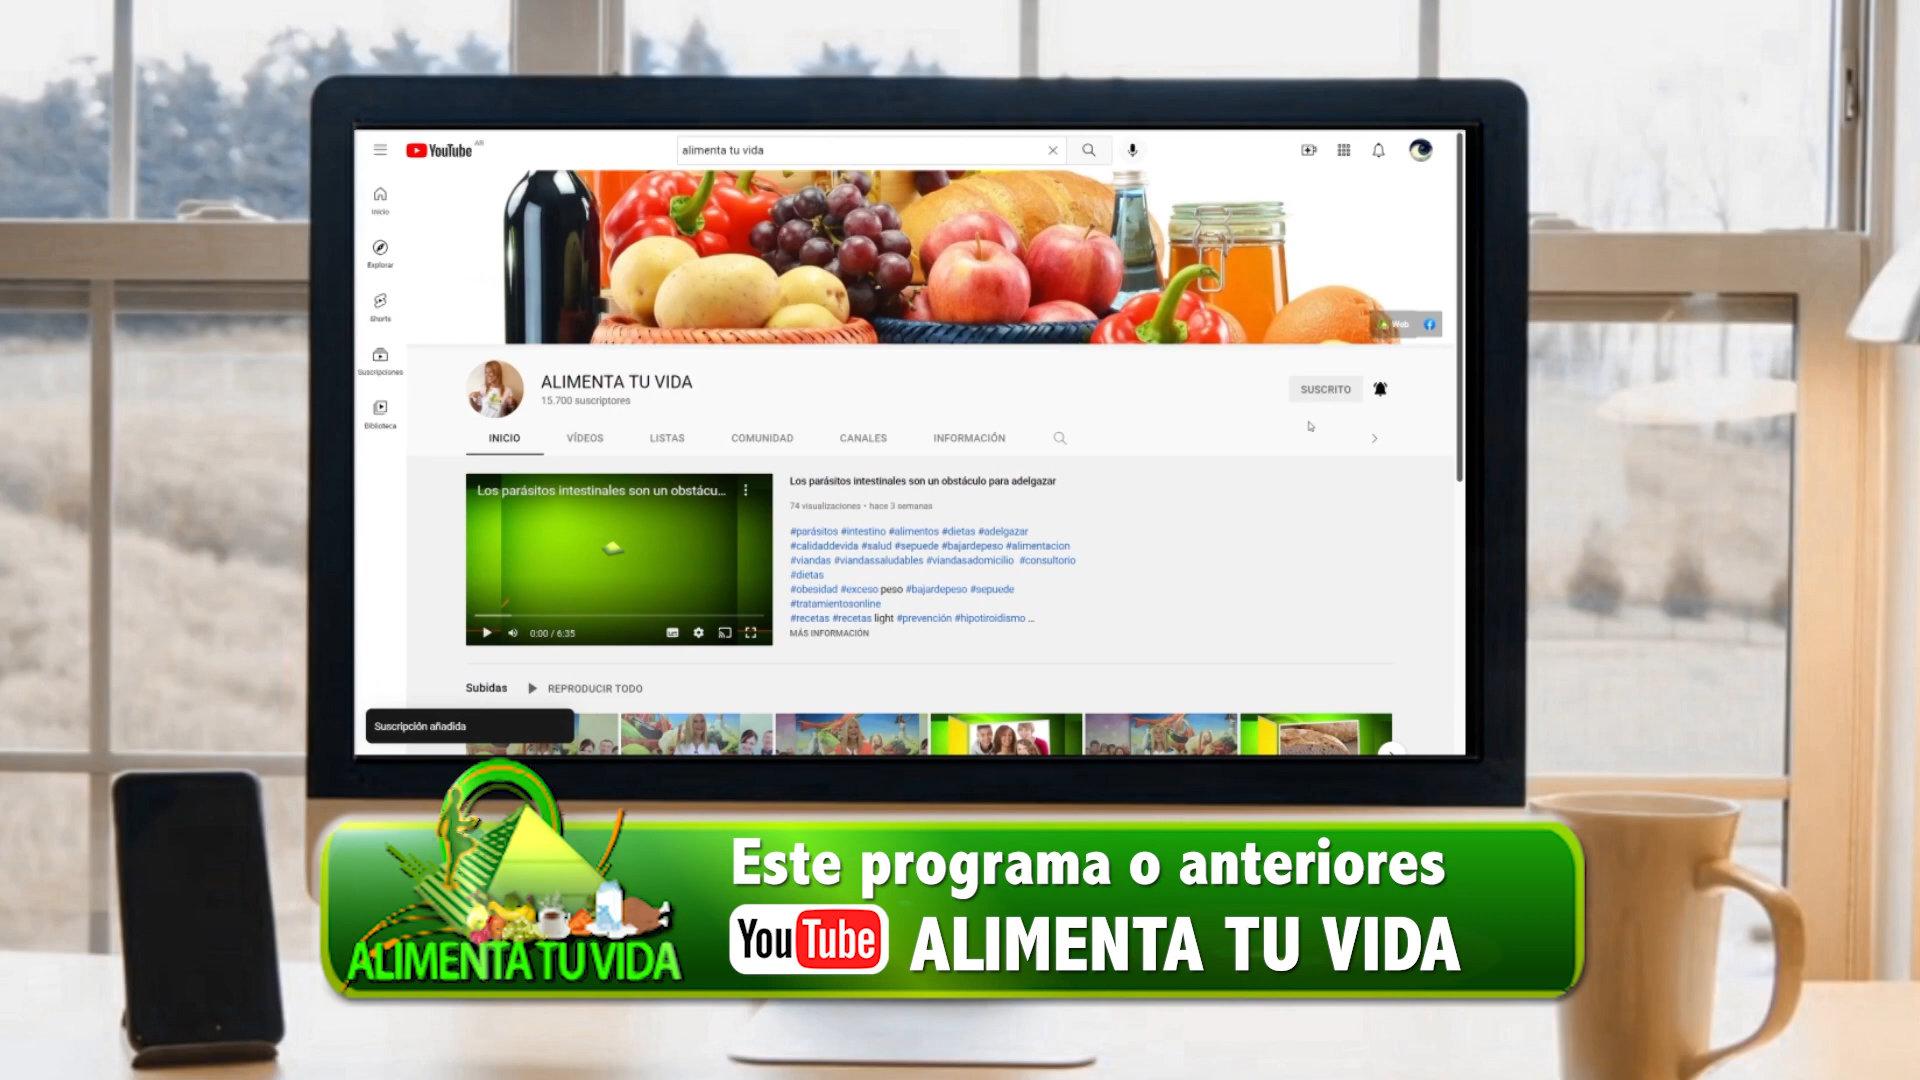 YouTube AR
alimenta tu vida
Inicio
Explorar
Shorts
Suscripciones
Biblioteca
Web
ALIMENTA TU VIDA
15.700 suscriptores
SUSCRITO
INICIO VÍDEOS LISTAS COMUNIDAD CANALES INFORMACIÓN
Los parásitos intestinales son un obstácu...
0:00 / 6:35
Los parásitos intestinales son un obstáculo para adelgazar
74 visualizaciones • hace 3 semanas
#parásitos #intestino #alimentos #dietas #adelgazar
#calidaddevida #salud #sepuede #bajardepeso #alimentacion
#viandas #viandassaludables #viandasadomicilio #consultorio
#dietas
#obesidad #exceso peso #bajardepeso #sepuede
#tratamientosonline
#recetas #recetas light #prevención #hipotiroidismo ...
MÁS INFORMACIÓN
Subidas REPRODUCIR TODO
Suscripción añadida
ALIMENTA TU VIDA
Este programa o anteriores
YouTube ALIMENTA TU VIDA